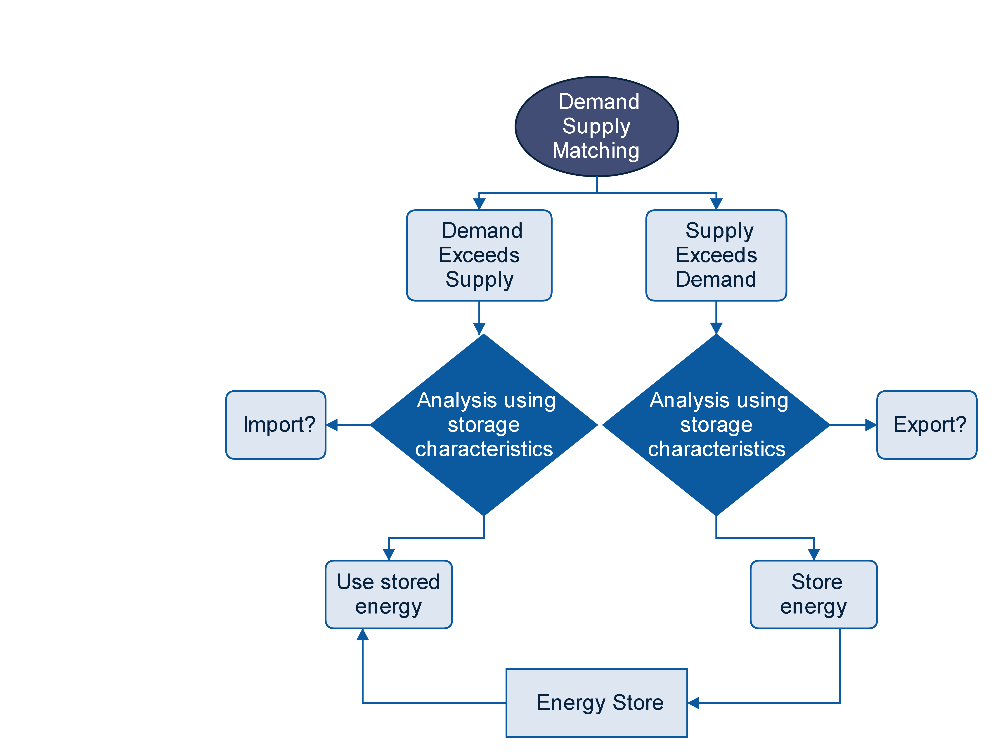 Demand
Supply
Matching
Demand
Exceeds
Supply
Supply
Exceeds
Demand
Import?
Analysis using
storage
characteristics
Analysis using
storage
characteristics
Export?
Use stored
energy
Store
energy
Energy Store